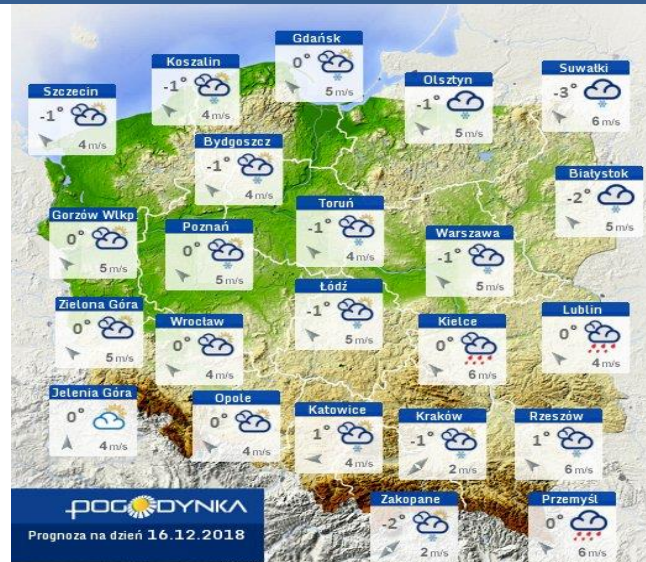 Gdańsk
0°
5 m/s
Koszalin
-1°
4 m/s
Suwałki
-3°
6 m/s
Olsztyn
-1°
5 m/s
Szczecin
-1°
4 m/s
Bydgoszcz
-1°
4 m/s
Białystok
-2°
5 m/s
Toruń
-1°
4 m/s
Gorzów Wlkp
0°
5 m/s
Poznań
0°
5 m/s
Warszawa
-1°
5 m/s
Łódź
-1°
5 m/s
Zielona Góra
0°
5 m/s
Lublin
0°
4 m/s
Wrocław
0°
4 m/s
Kielce
0°
6 m/s
Jelenia Góra
0°
4 m/s
Opole
0°
4 m/s
Katowice
1°
4 m/s
Kraków
-1°
2 m/s
Rzeszów
1°
6 m/s
Zakopane
-2°
2 m/s
Przemyśl
0°
6 m/s
POGODYNKA
Prognoza na dzień 16.12.2018